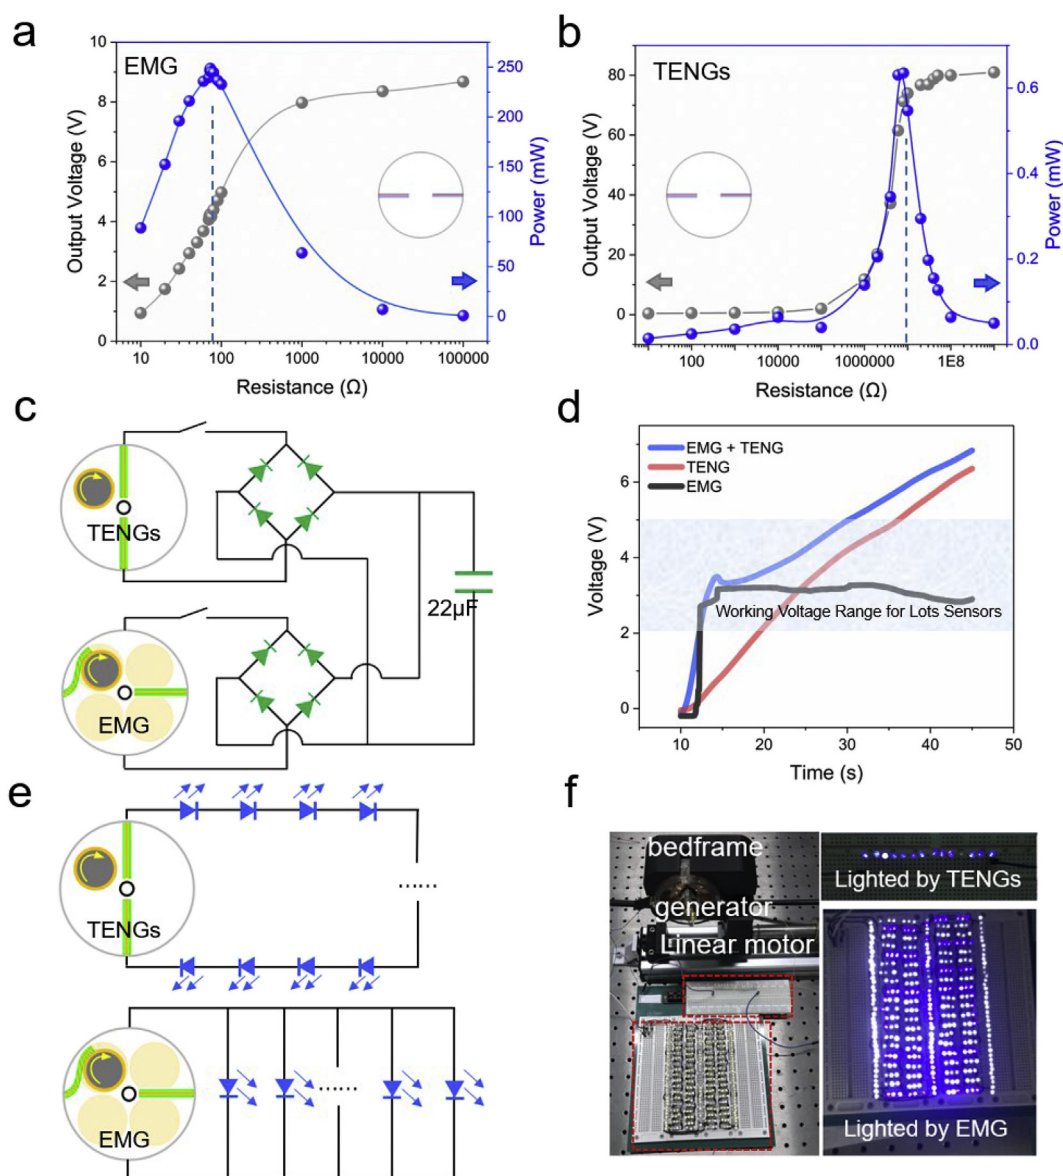 a
EMG
Output Voltage (V)
10
8
6
4
2
0
250
200
150
100
50
0
Power (mW)
10
100
1000
10000
100000
Resistance (Ω)
b
TENGs
Output Voltage (V)
80
60
40
20
0
0.6
0.4
0.2
0.0
Power (mW)
100
10000
1000000
1E8
Resistance (Ω)
c
TENGs
22μF
EMG
d
EMG + TENG
TENG
EMG
Voltage (V)
6
4
2
0
Working Voltage Range for Lots Sensors
10
20
30
40
50
Time (s)
e
TENGs
......
EMG
......
f
bedframe
generator
Linear motor
Lighted by TENGs
Lighted by EMG